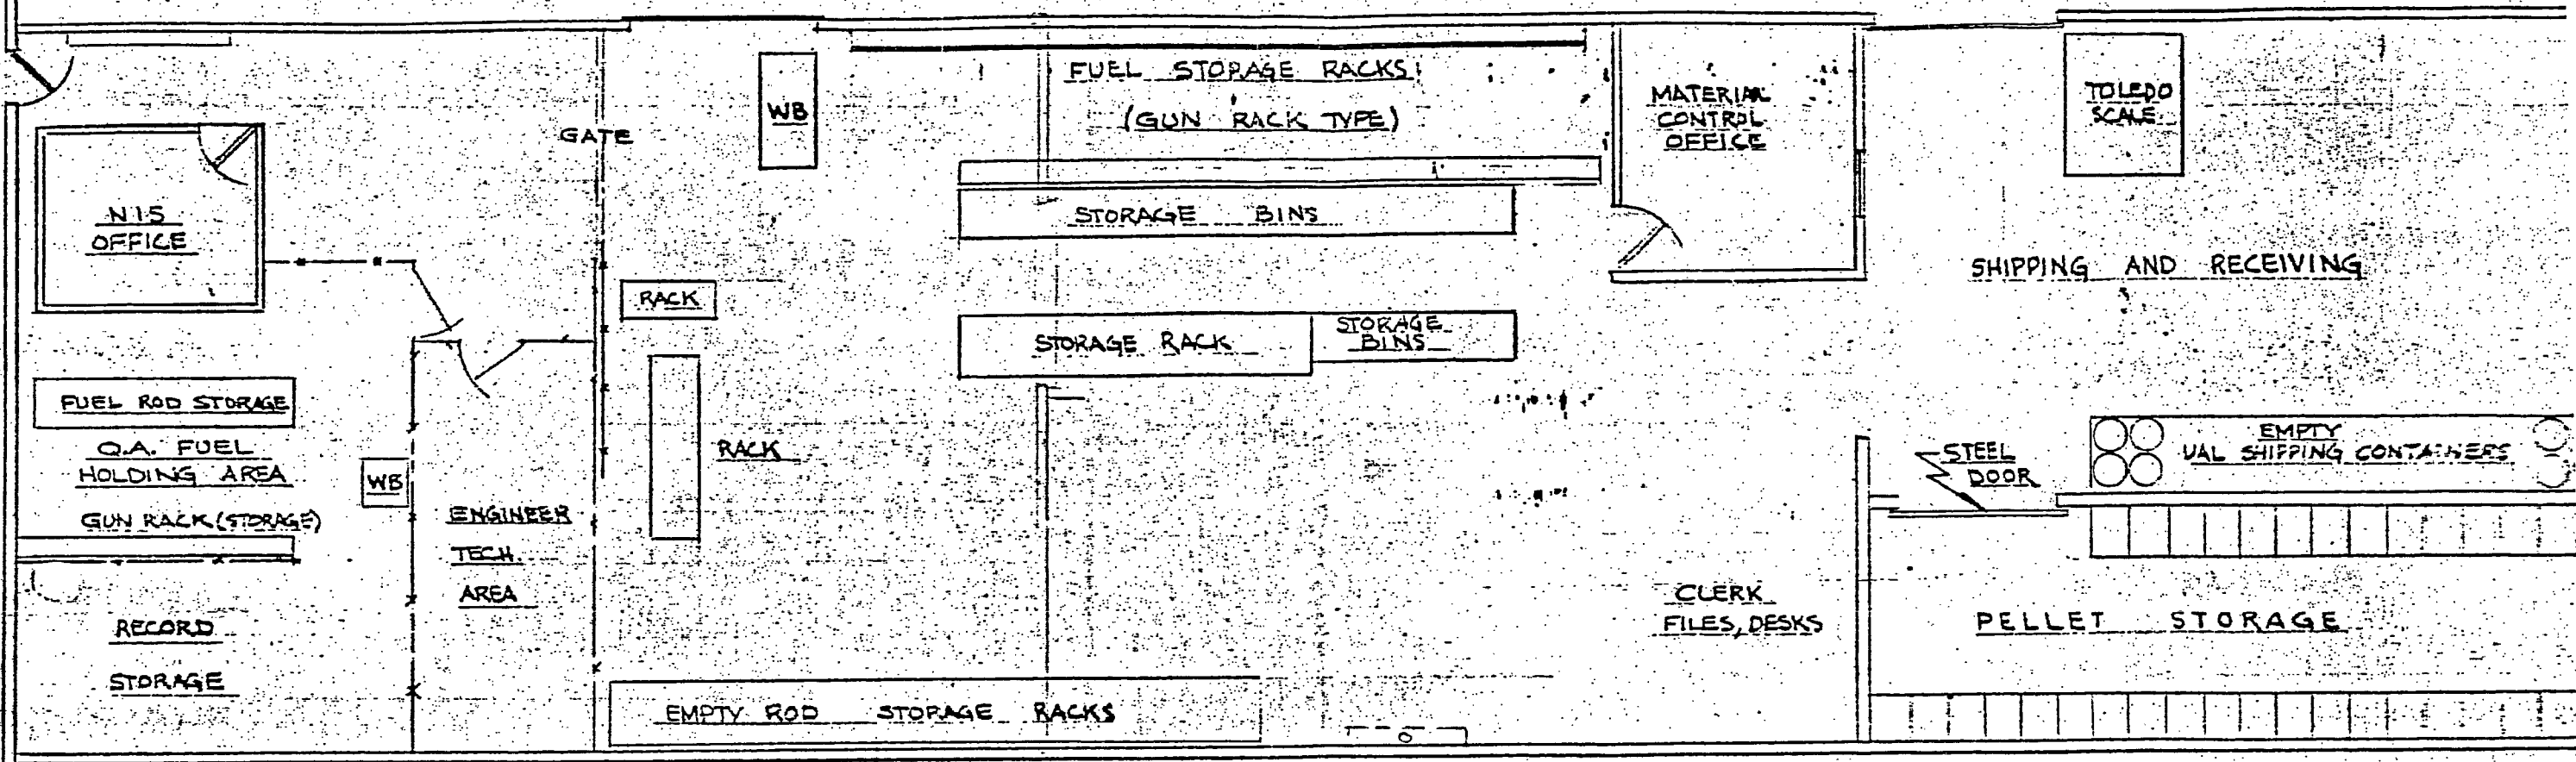 FUEL STORAGE RACKS
(GUN RACK TYPE)
WB
GATE
MATERIAL
CONTROL
OFFICE
TOLEDO
SCALE
NIS
OFFICE
STORAGE BINS
SHIPPING AND RECEIVING
RACK
STORAGE RACK
STORAGE
BINS
FUEL ROD STORAGE
Q.A. FUEL
HOLDING AREA
GUN RACK (STORAGE)
WB
ENGINEER
TECH.
AREA
RACK
STEEL
DOOR
EMPTY
UAL SHIPPING CONTAINERS
RECORD
STORAGE
CLERK
FILES, DESKS
PELLET STORAGE
EMPTY ROD STORAGE RACKS